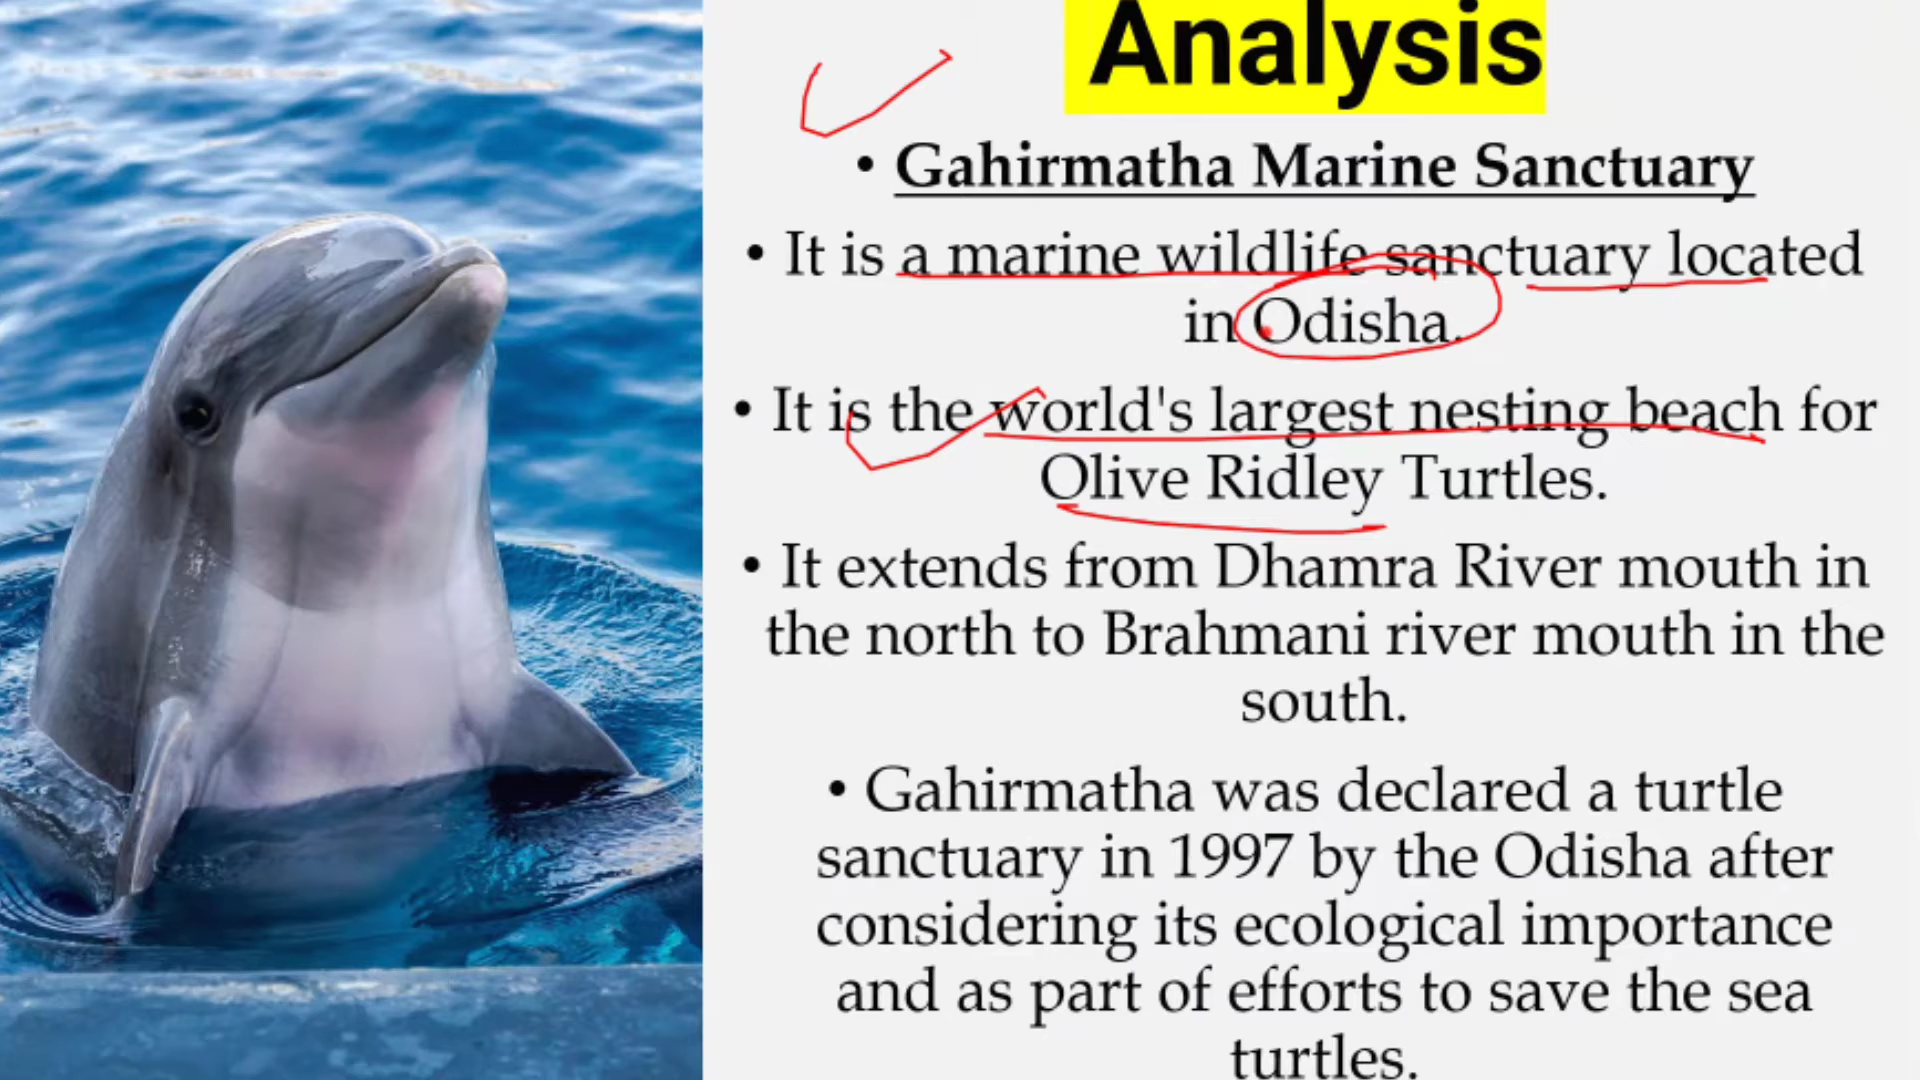 Analysis
• Gahirmatha Marine Sanctuary
• It is a marine wildlife sanctuary located
in Odisha.
• It is the world's largest nesting beach for
Olive Ridley Turtles.
• It extends from Dhamra River mouth in
the north to Brahmani river mouth in the
south.
• Gahirmatha was declared a turtle
sanctuary in 1997 by the Odisha after
considering its ecological importance
and as part of efforts to save the sea
turtles.